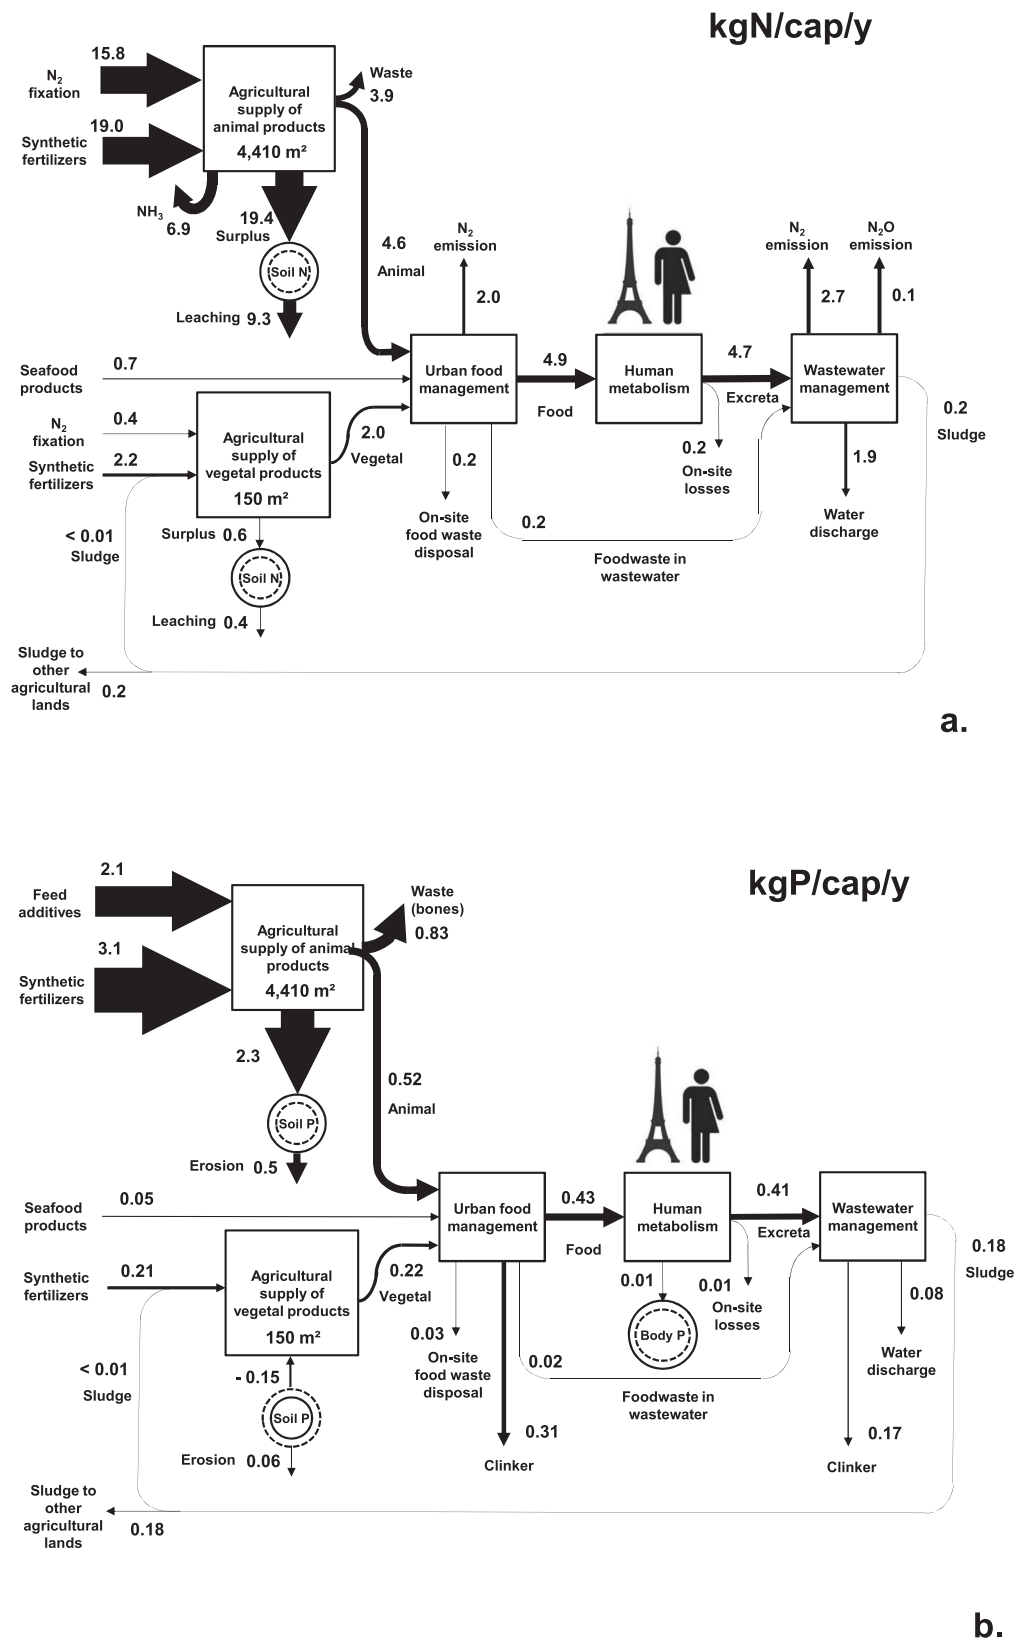 kgN/cap/y
15.8
N₂
fixation
19.0
Synthetic
fertilizers
Agricultural
supply of
animal products
4,410 m²
Waste
3.9
NH₃
6.9
19.4
Surplus
Soil N
Leaching 9.3
4.6
Animal
N₂
emission
2.0
N₂
emission
2.7
N₂O
emission
0.1
Seafood
products
0.7
Urban food
management
4.9
Food
Human
metabolism
4.7
Excreta
Wastewater
management
0.2
Sludge
N₂
fixation
0.4
Synthetic
fertilizers
2.2
Agricultural
supply of
vegetal products
150 m²
2.0
Vegetal
0.2
On-site
food waste
disposal
0.2
On-site
losses
1.9
Water
discharge
0.2
Foodwaste in
wastewater
< 0.01
Sludge
Surplus 0.6
Soil N
Leaching 0.4
Sludge to
other
agricultural
lands
0.2
a.
kgP/cap/y
2.1
Feed
additives
3.1
Synthetic
fertilizers
Agricultural
supply of animal
products
4,410 m²
Waste
(bones)
0.83
2.3
Soil P
Erosion 0.5
0.52
Animal
Seafood
products
0.05
Urban food
management
0.43
Food
Human
metabolism
0.41
Excreta
Wastewater
management
0.18
Sludge
Synthetic
fertilizers
0.21
Agricultural
supply of
vegetal products
150 m²
0.22
Vegetal
0.03
On-site
food waste
disposal
0.01
Body P
0.01
On-site
losses
0.08
Water
discharge
0.02
Foodwaste in
wastewater
0.31
Clinker
0.17
Clinker
< 0.01
Sludge
- 0.15
Soil P
Erosion 0.06
Sludge to
other
agricultural
lands
0.18
b.